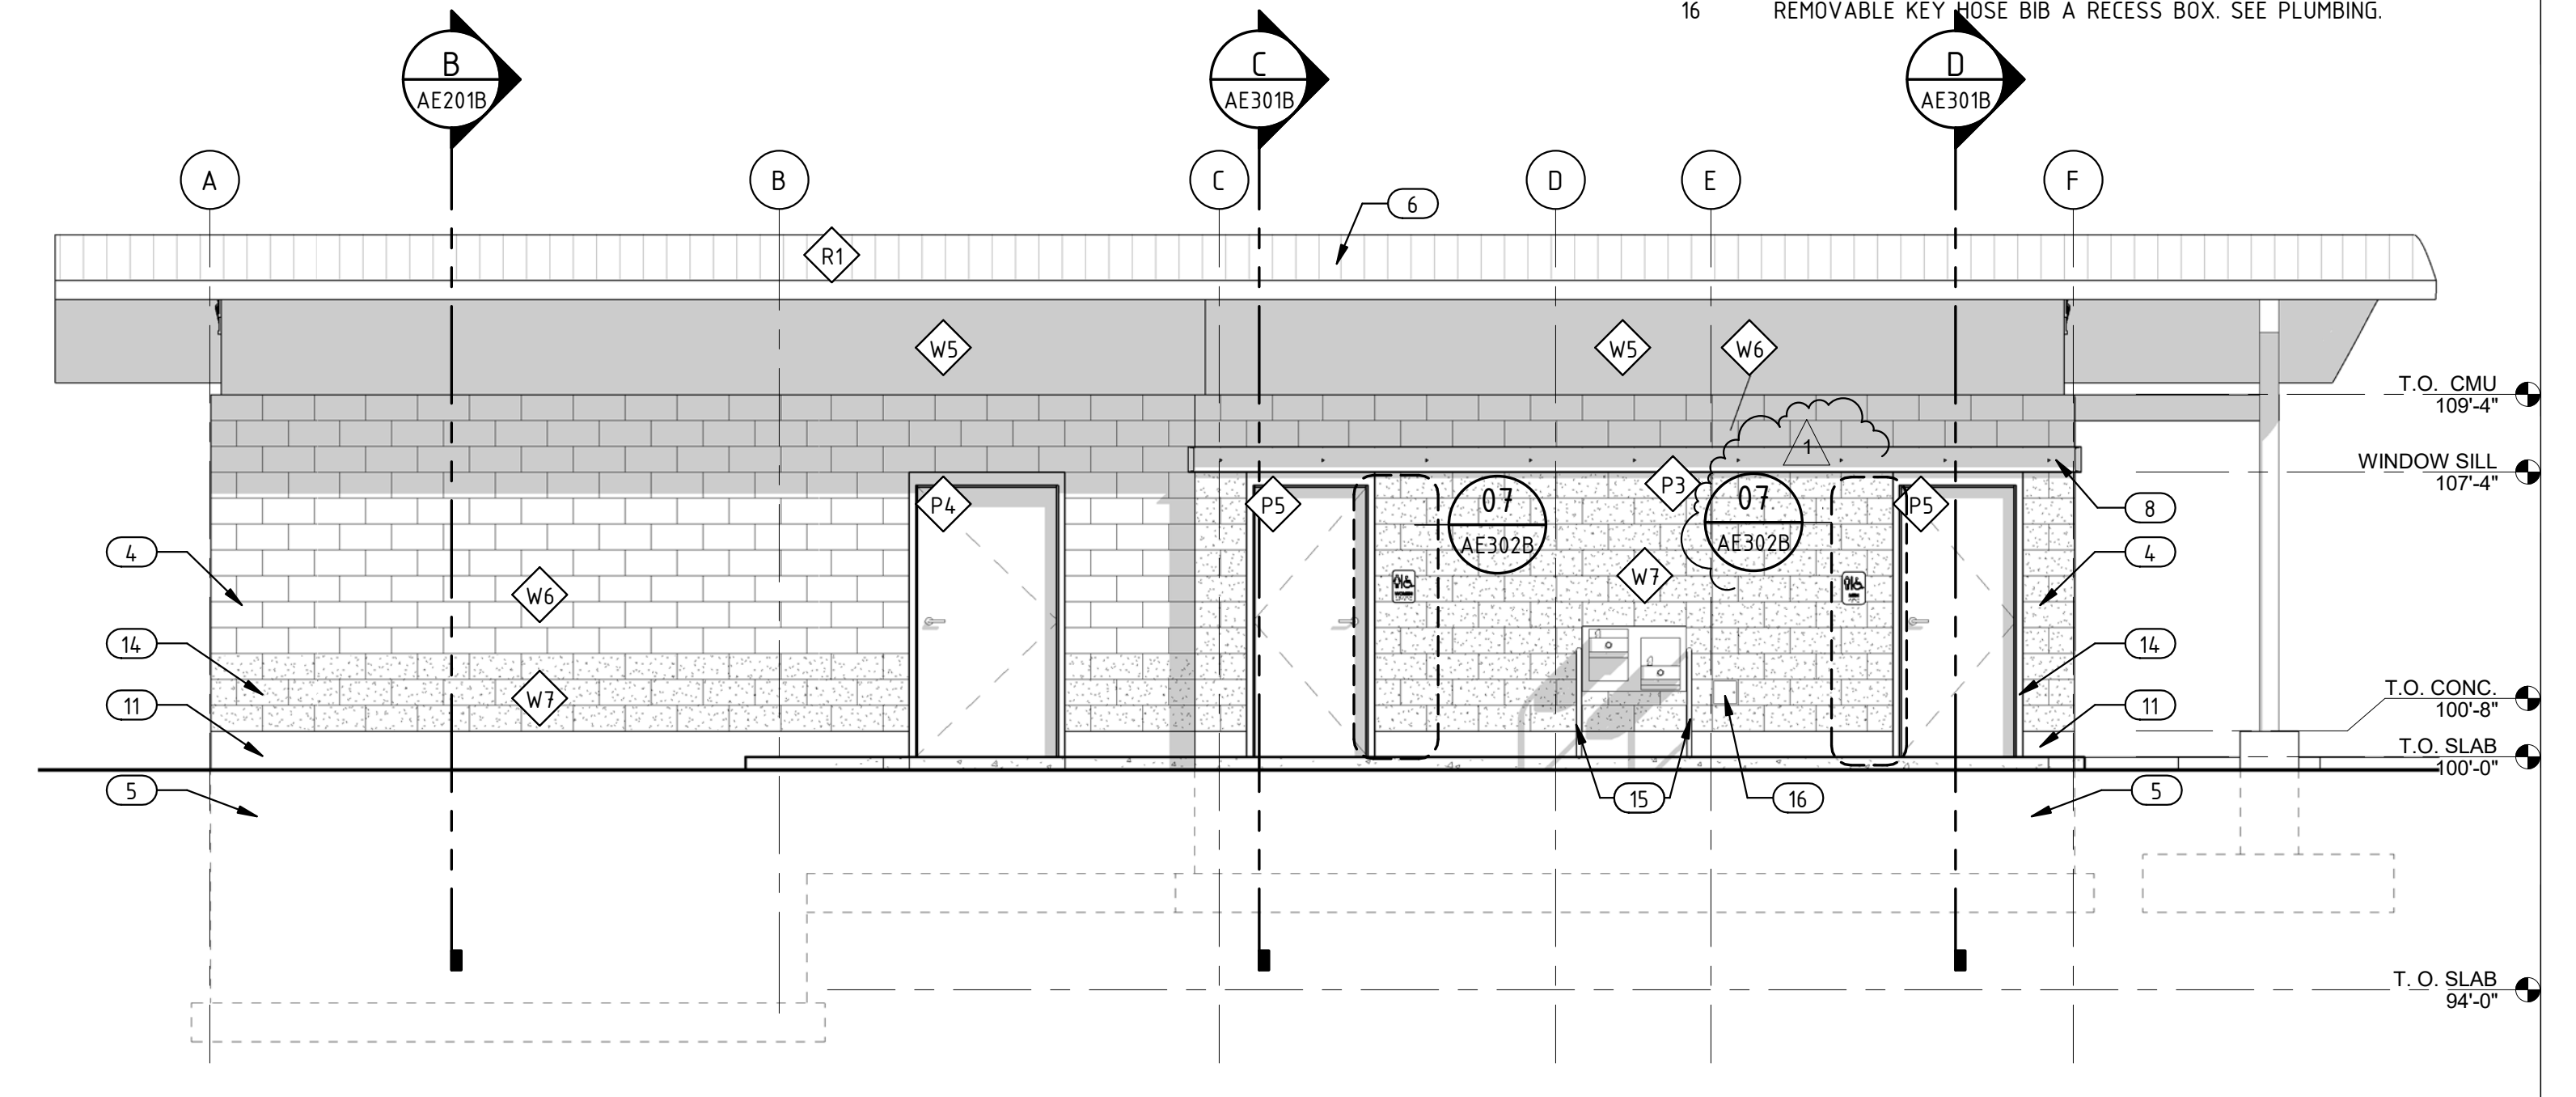 16 REMOVABLE KEY HOSE BIB A RECESS BOX. SEE PLUMBING.
B
AE201B
C
AE301B
D
AE301B
A
B
C
D
E
F
6
R1
W5
W5
W6
T.O. CMU
109'-4"
1
WINDOW SILL
107'-4"
P4
P5
P3
07
AE302B
07
AE302B
P5
8
4
4
W6
W7
WOMEN
MEN
14
14
W7
T.O. CONC.
100'-8"
11
11
T.O. SLAB
100'-0"
5
15
16
5
T. O. SLAB
94'-0"